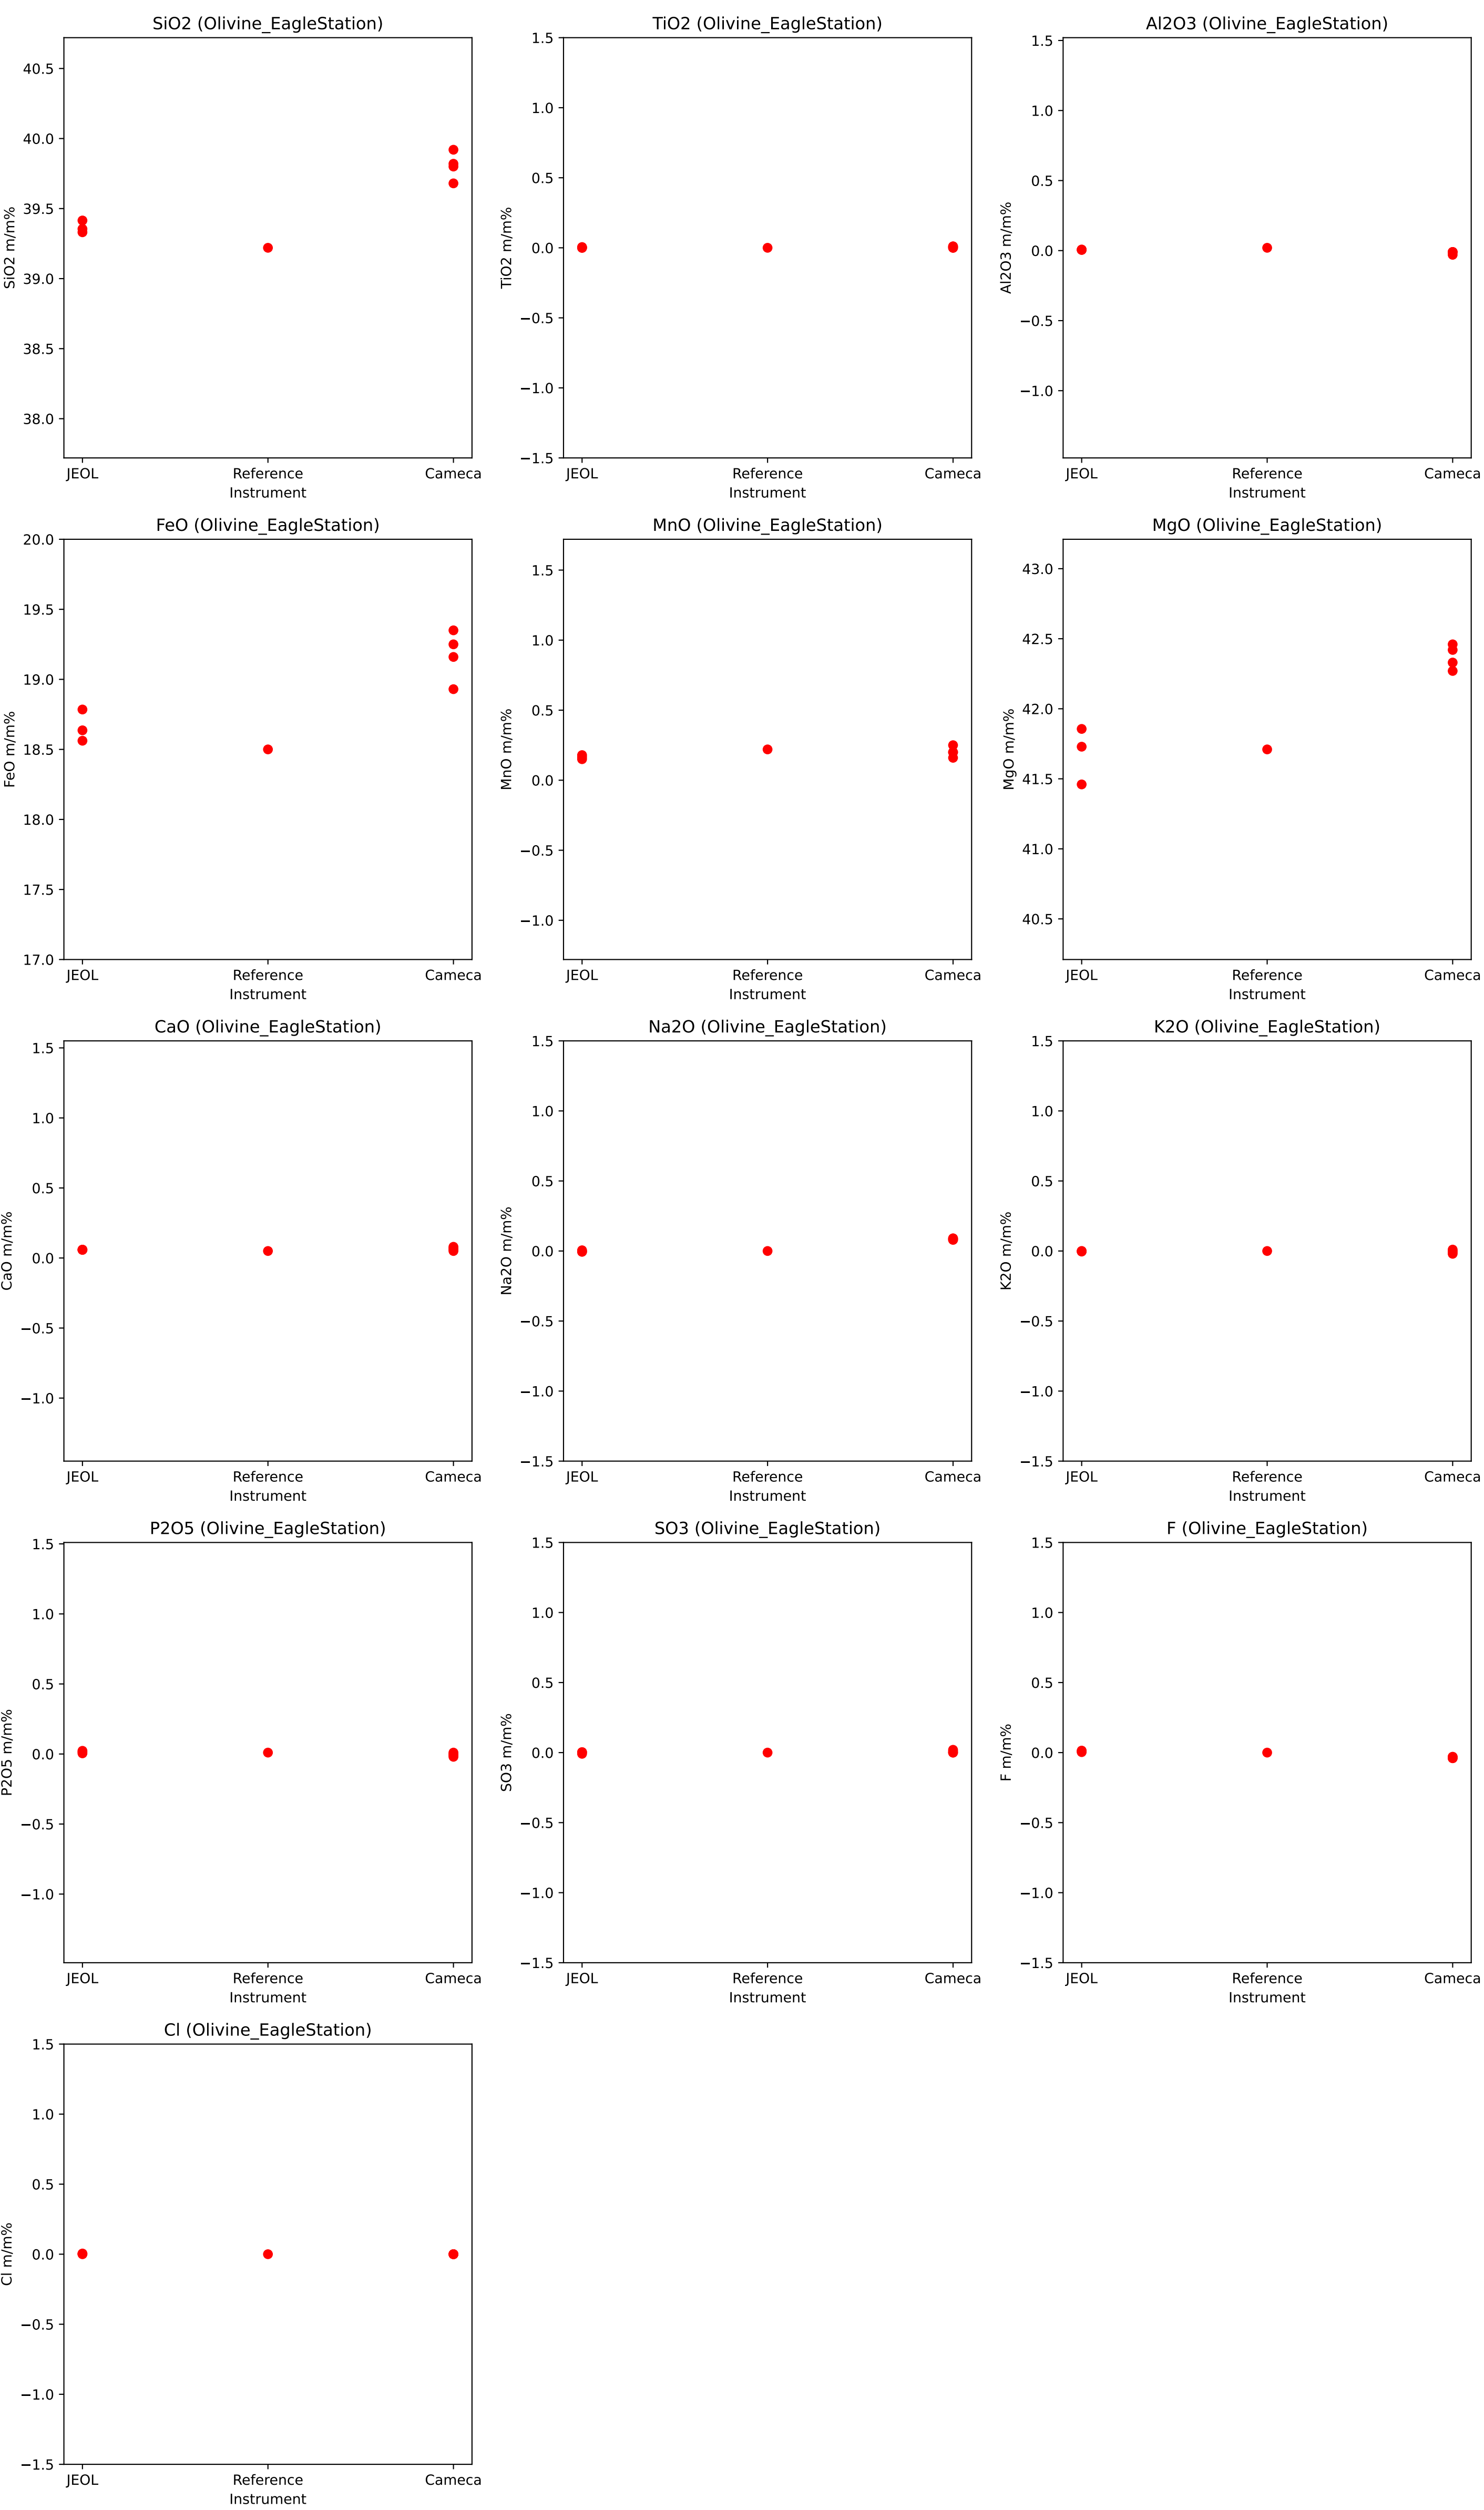 SiO2 (Olivine_EagleStation)
40.5
40.0
39.5
39.0
38.5
38.0
SiO2 m/m%
JEOL Reference Cameca
Instrument
TiO2 (Olivine_EagleStation)
1.5
1.0
0.5
0.0
−0.5
−1.0
−1.5
TiO2 m/m%
JEOL Reference Cameca
Instrument
Al2O3 (Olivine_EagleStation)
1.5
1.0
0.5
0.0
−0.5
−1.0
Al2O3 m/m%
JEOL Reference Cameca
Instrument
FeO (Olivine_EagleStation)
20.0
19.5
19.0
18.5
18.0
17.5
17.0
FeO m/m%
JEOL Reference Cameca
Instrument
MnO (Olivine_EagleStation)
1.5
1.0
0.5
0.0
−0.5
−1.0
MnO m/m%
JEOL Reference Cameca
Instrument
MgO (Olivine_EagleStation)
43.0
42.5
42.0
41.5
41.0
40.5
MgO m/m%
JEOL Reference Cameca
Instrument
CaO (Olivine_EagleStation)
1.5
1.0
0.5
0.0
−0.5
−1.0
CaO m/m%
JEOL Reference Cameca
Instrument
Na2O (Olivine_EagleStation)
1.5
1.0
0.5
0.0
−0.5
−1.0
−1.5
Na2O m/m%
JEOL Reference Cameca
Instrument
K2O (Olivine_EagleStation)
1.5
1.0
0.5
0.0
−0.5
−1.0
−1.5
K2O m/m%
JEOL Reference Cameca
Instrument
P2O5 (Olivine_EagleStation)
1.5
1.0
0.5
0.0
−0.5
−1.0
P2O5 m/m%
JEOL Reference Cameca
Instrument
SO3 (Olivine_EagleStation)
1.5
1.0
0.5
0.0
−0.5
−1.0
−1.5
SO3 m/m%
JEOL Reference Cameca
Instrument
F (Olivine_EagleStation)
1.5
1.0
0.5
0.0
−0.5
−1.0
−1.5
F m/m%
JEOL Reference Cameca
Instrument
Cl (Olivine_EagleStation)
1.5
1.0
0.5
0.0
−0.5
−1.0
−1.5
Cl m/m%
JEOL Reference Cameca
Instrument